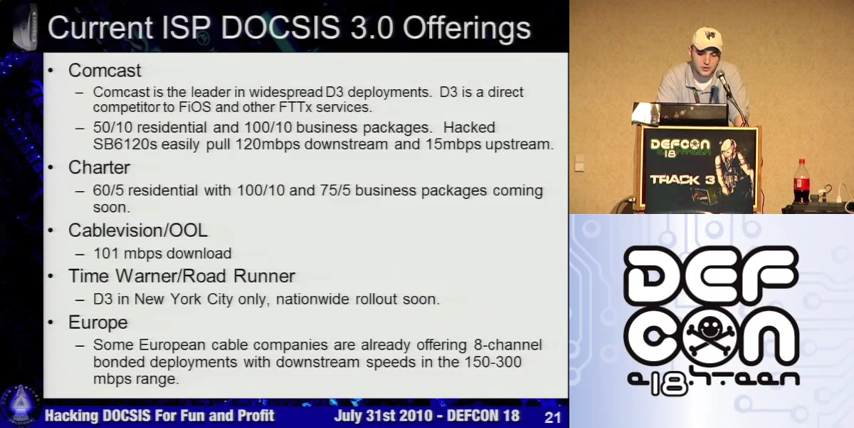 Current ISP DOCSIS 3.0 Offerings
• Comcast
– Comcast is the leader in widespread D3 deployments. D3 is a direct
competitor to FiOS and other FTTx services.
– 50/10 residential and 100/10 business packages. Hacked
SB6120s easily pull 120mbps downstream and 15mbps upstream.
• Charter
– 60/5 residential with 100/10 and 75/5 business packages coming
soon.
• Cablevision/OOL
– 101 mbps download
• Time Warner/Road Runner
– D3 in New York City only, nationwide rollout soon.
• Europe
– Some European cable companies are already offering 8-channel
bonded deployments with downstream speeds in the 150-300
mbps range.
Hacking DOCSIS For Fun and Profit July 31st 2010 - DEFCON 18 21
DEFCON
18
TRACK 3
DEF
CON
e18hteen